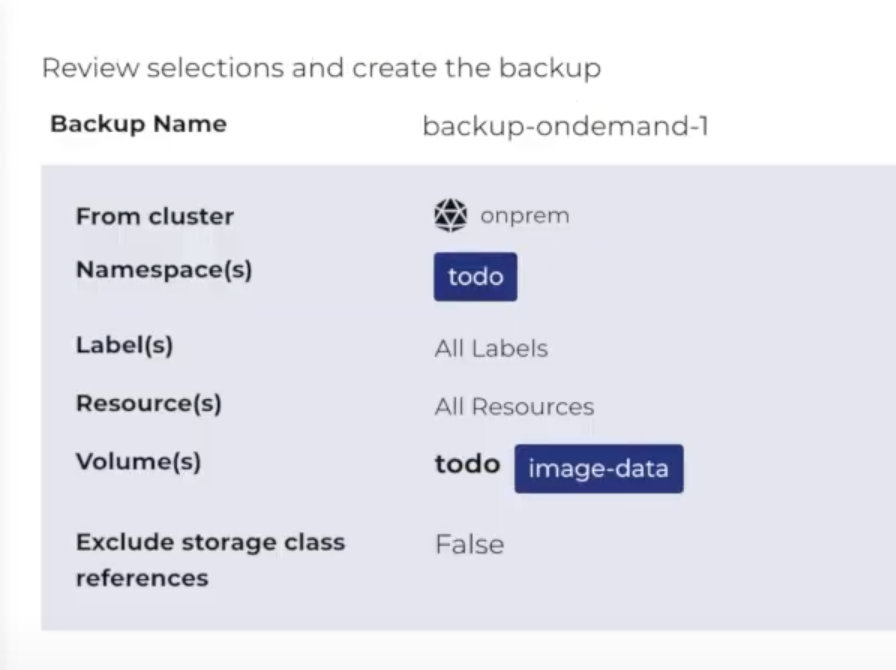 Review selections and create the backup
Backup Name backup-ondemand-1
From cluster onprem
Namespace(s) todo
Label(s) All Labels
Resource(s) All Resources
Volume(s) todo image-data
Exclude storage class False
references